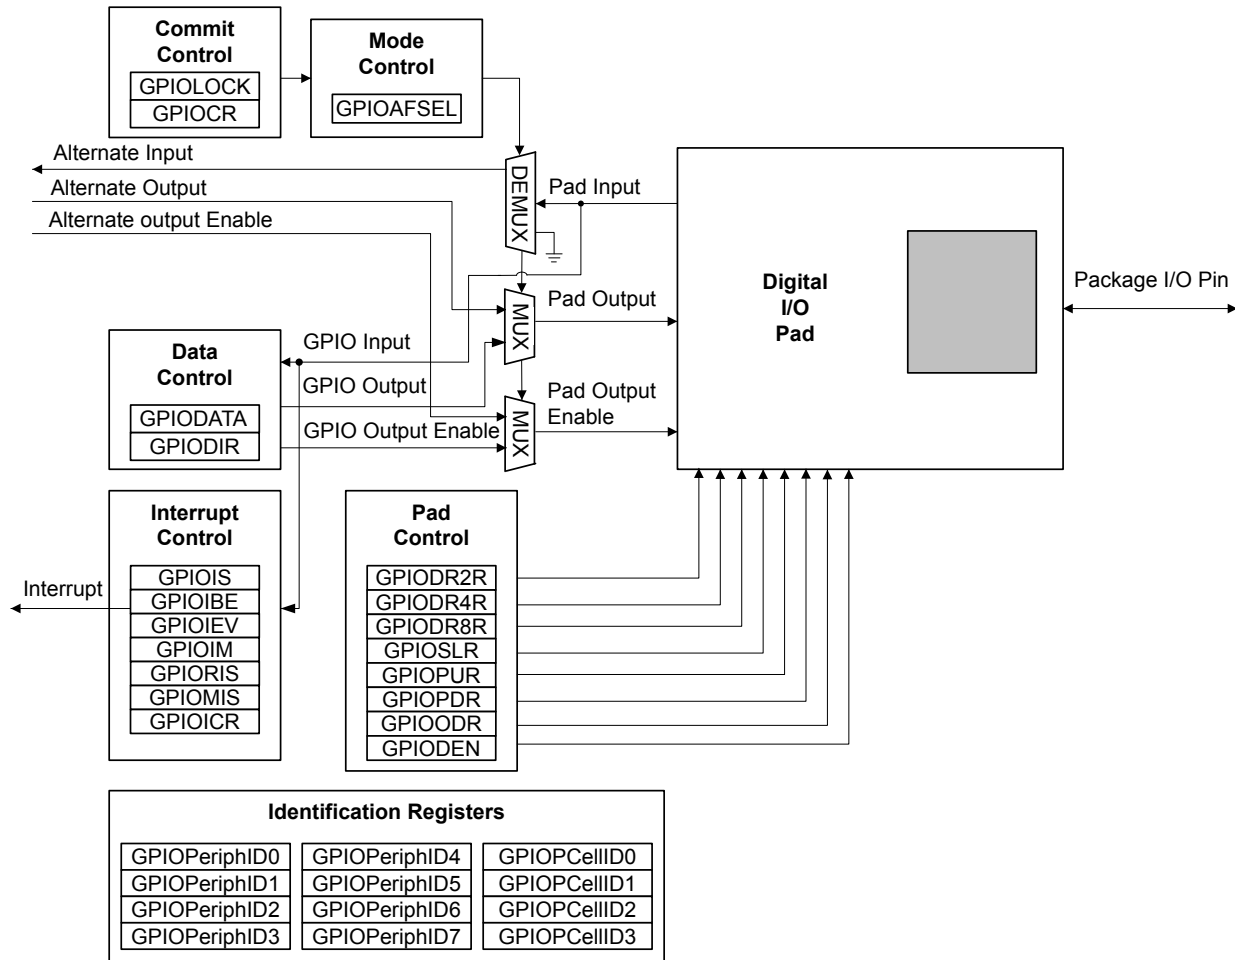 Commit
Control
GPIOLOCK
GPIOCR
Mode
Control
GPIOAFSEL
Alternate Input
Alternate Output
Alternate output Enable
DEMUX
Pad Input
MUX
Pad Output
MUX
Pad Output
Enable
Digital
I/O
Pad
Package I/O Pin
Data
Control
GPIODATA
GPIODIR
GPIO Input
GPIO Output
GPIO Output Enable
Interrupt
Control
GPIOIS
GPIOIBE
GPIOIEV
GPIOIM
GPIORIS
GPIOMIS
GPIOICR
Interrupt
Pad
Control
GPIODR2R
GPIODR4R
GPIODR8R
GPIOSLR
GPIOPUR
GPIOPDR
GPIOODR
GPIODEN
Identification Registers
GPIOPeriphID0
GPIOPeriphID1
GPIOPeriphID2
GPIOPeriphID3
GPIOPeriphID4
GPIOPeriphID5
GPIOPeriphID6
GPIOPeriphID7
GPIOPCellID0
GPIOPCellID1
GPIOPCellID2
GPIOPCellID3